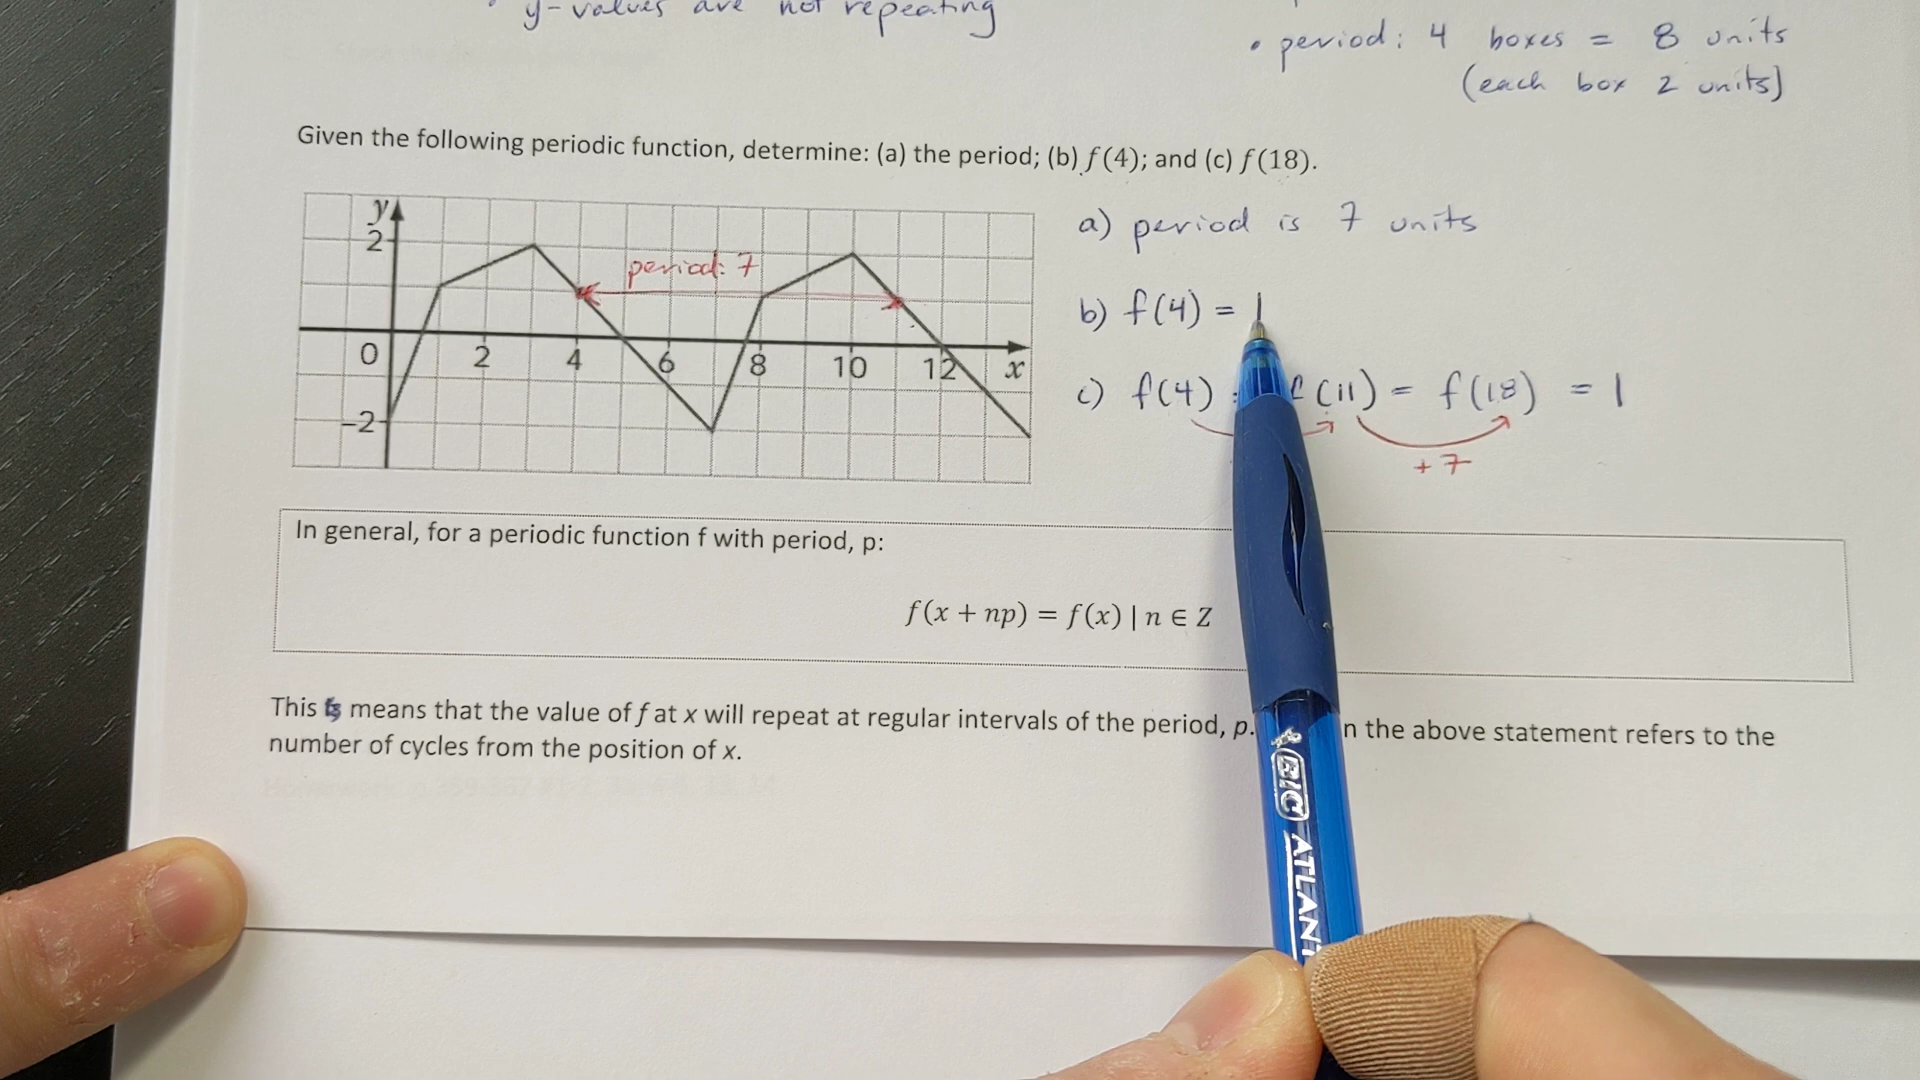 y-values are not repeating
• period: 4 boxes = 8 units
(each box 2 units)
Given the following periodic function, determine: (a) the period; (b) f(4); and (c) f(18).
y
2
period: 7
0 2 4 6 8 10 12 x
-2
a) period is 7 units
b) f(4) = 1
c) f(4) f(11) = f(18) = 1
+7
In general, for a periodic function f with period, p:
f(x + np) = f(x) | n ∈ Z
This means that the value of f at x will repeat at regular intervals of the period, p. n the above statement refers to the
number of cycles from the position of x.
BIC ATLANT